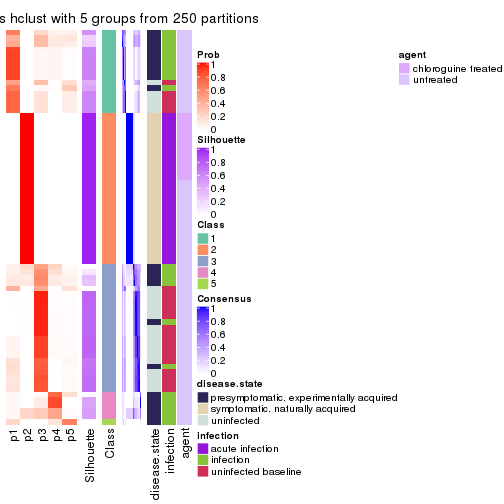 s hclust with 5 groups from 250 partitions
Prob
1
0.8
0.6
0.4
0.2
0
Silhouette
1
0.8
0.6
0.4
0.2
0
Class
1
2
3
4
5
Consensus
1
0.8
0.6
0.4
0.2
0
disease.state
presymptomatic. experimentally acquired
symptomatic. naturally acquired
uninfected
infection
acute infection
infection
uninfected baseline
agent
chloroguine treated
untreated
p1
p2
p3
p4
p5
Silhouette
Class
disease.state
infection
agent